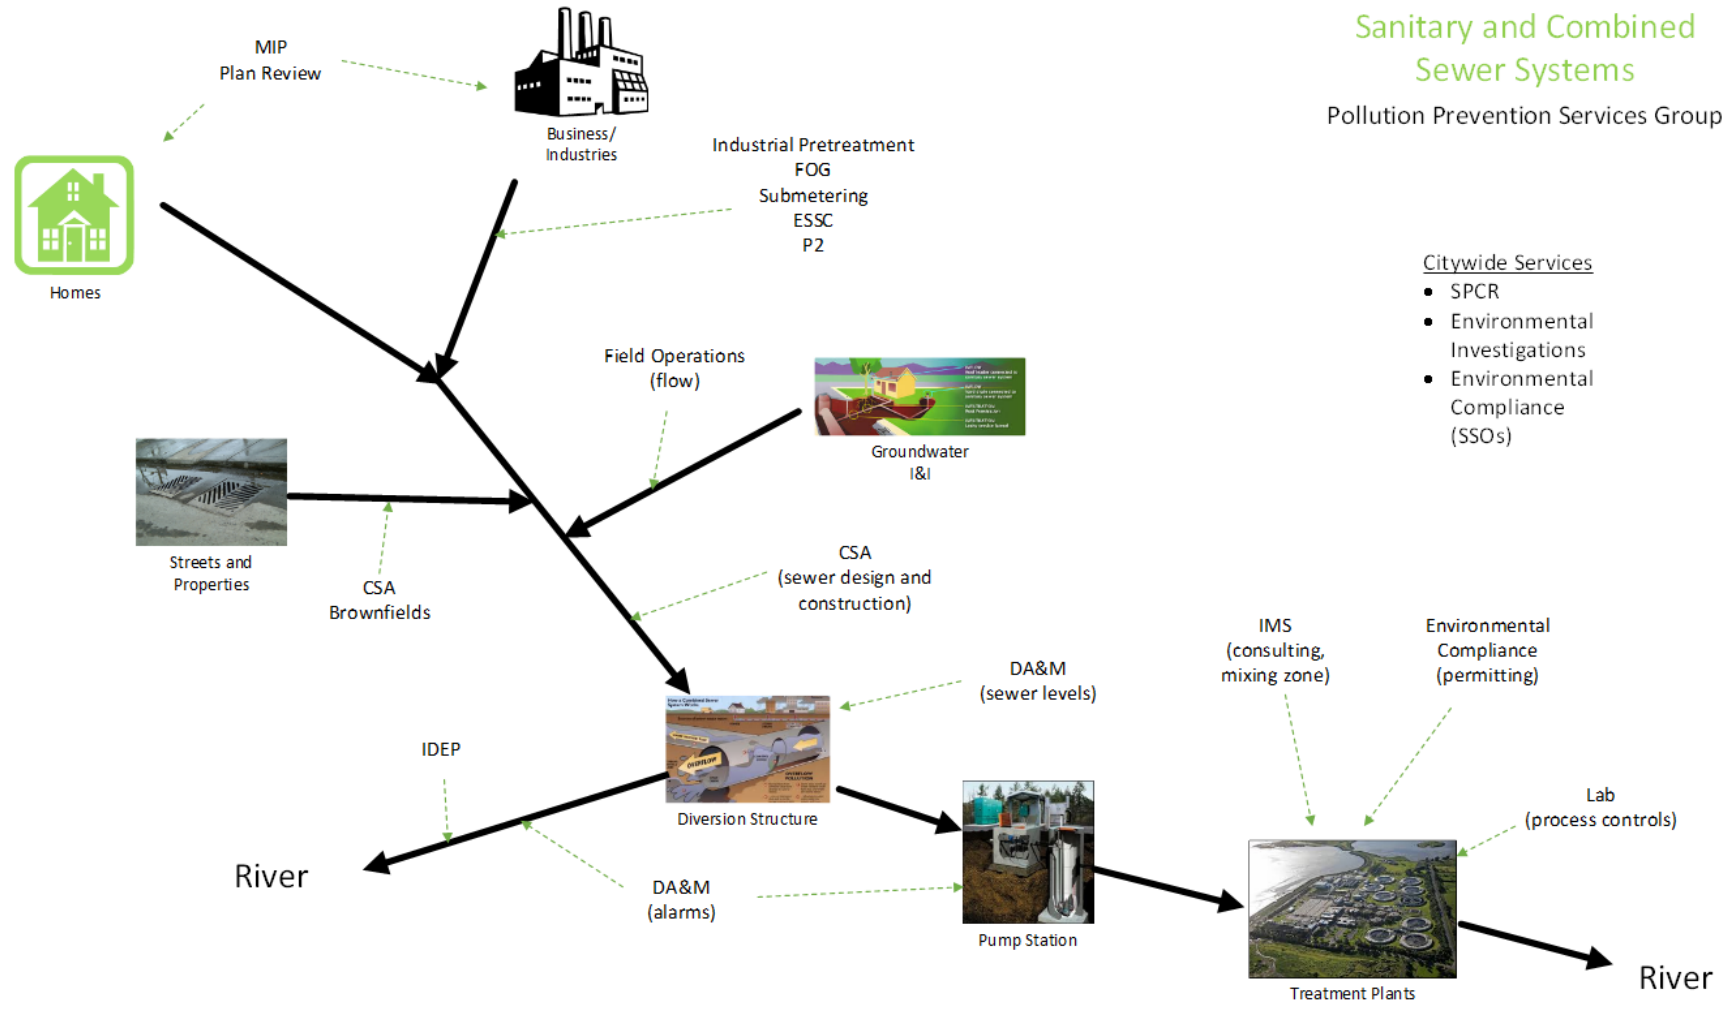 Sanitary and Combined
Sewer Systems
Pollution Prevention Services Group
MIP
Plan Review
Business/
Industries
Industrial Pretreatment
FOG
Submetering
ESSC
P2
Homes
Citywide Services
• SPCR
• Environmental
Investigations
• Environmental
Compliance
(SSOs)
Field Operations
(flow)
Groundwater
I&I
Streets and
Properties
CSA
Brownfields
CSA
(sewer design and
construction)
DA&M
(sewer levels)
IMS
(consulting,
mixing zone)
Environmental
Compliance
(permitting)
IDEP
OVERFLOW
OVERFLOW
POLLUTION
Diversion Structure
Lab
(process controls)
River
DA&M
(alarms)
Pump Station
Treatment Plants
River